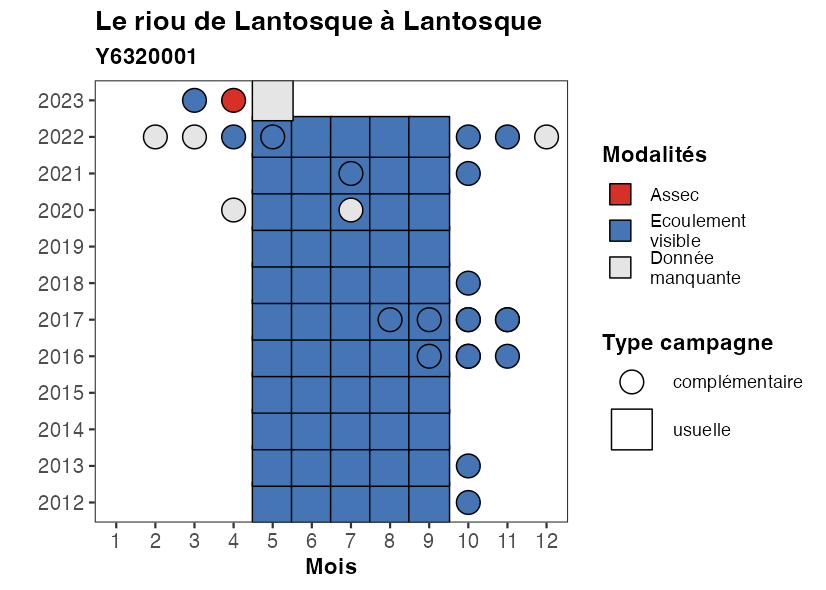 Le riou de Lantosque à Lantosque
Y6320001
2023
2022
2021
2020
2019
2018
2017
2016
2015
2014
2013
2012
1 2 3 4 5 6 7 8 9 10 11 12
Mois
Modalités
Assec
Ecoulement
visible
Donnée
manquante
Type campagne
complémentaire
usuelle